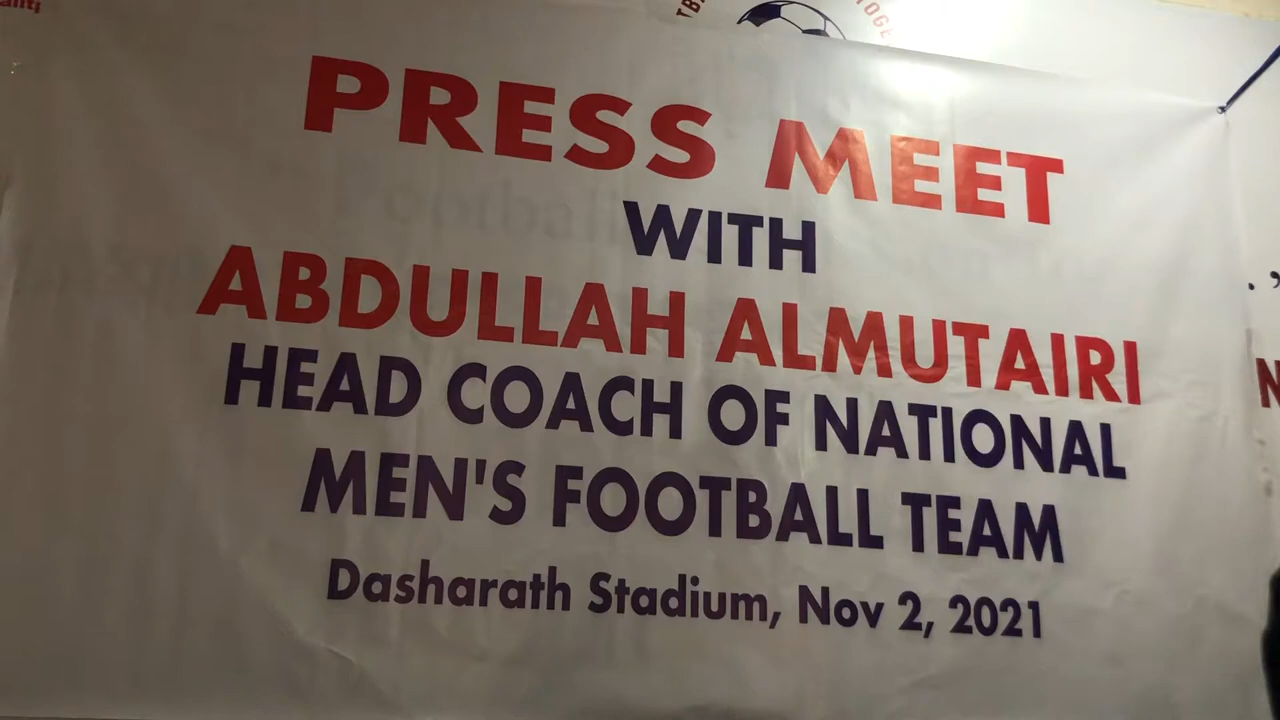 PRESS MEET
WITH
ABDULLAH ALMUTAIRI
HEAD COACH OF NATIONAL
MEN'S FOOTBALL TEAM
Dasharath Stadium, Nov 2, 2021